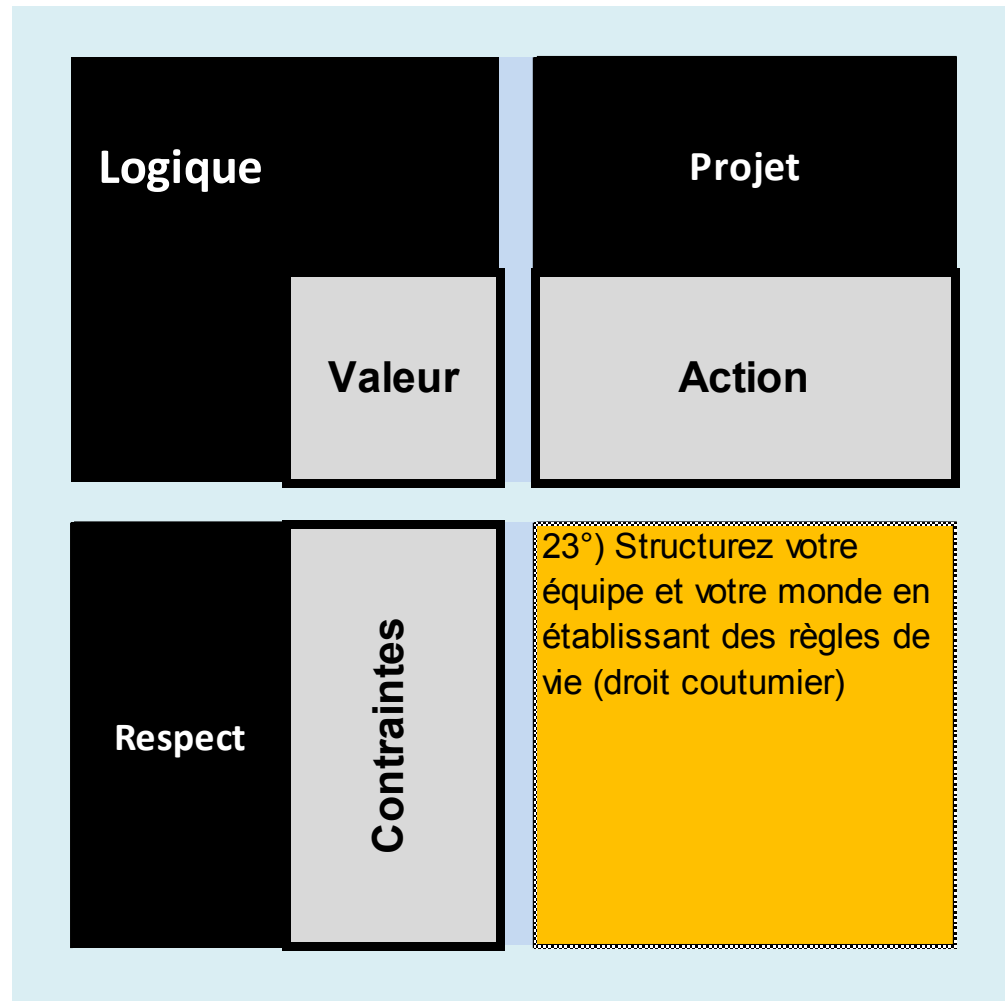 Logique
Projet
Valeur
Action
Respect
Contraintes
23°) Structurez votre
équipe et votre monde en
établissant des règles de
vie (droit coutumier)